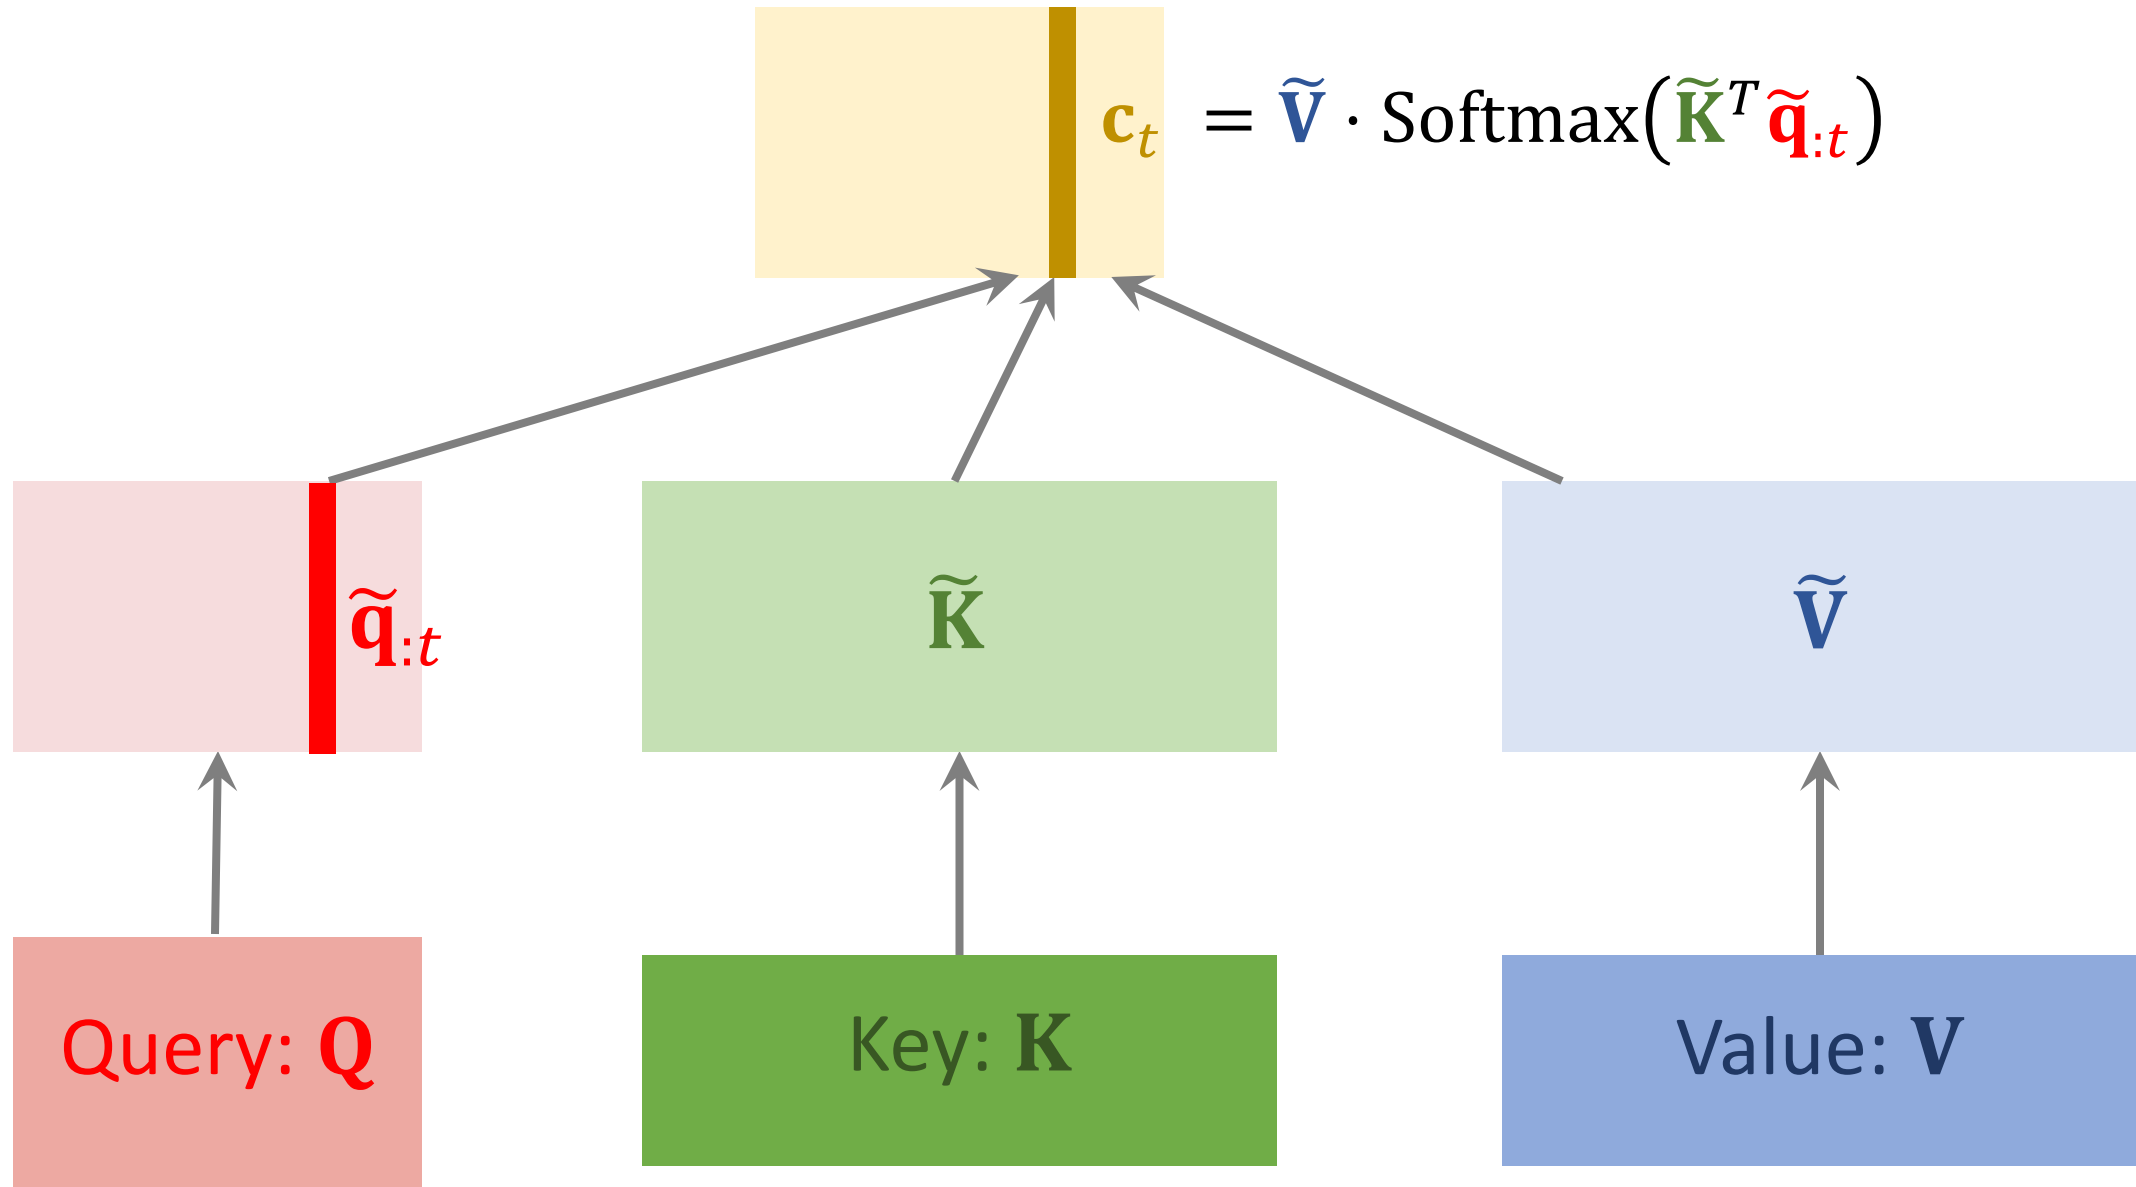 c_t = Ṽ · Softmax(K̃^T q̃_{:t})
q̃_{:t}
K̃
Ṽ
Query: Q
Key: K
Value: V